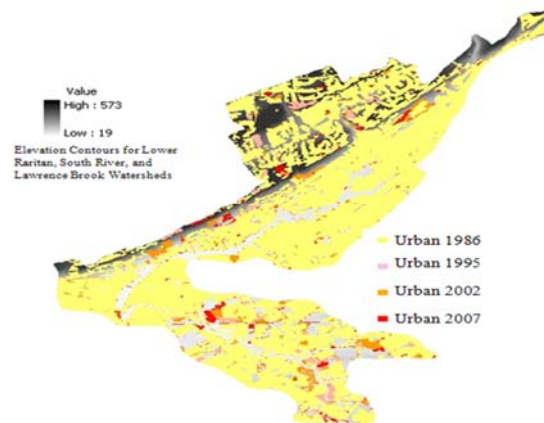 Value
High : 573
Low : 19
Elevation Contours for Lower
Raritan, South River, and
Lawrence Brook Watersheds
Urban 1986
Urban 1995
Urban 2002
Urban 2007